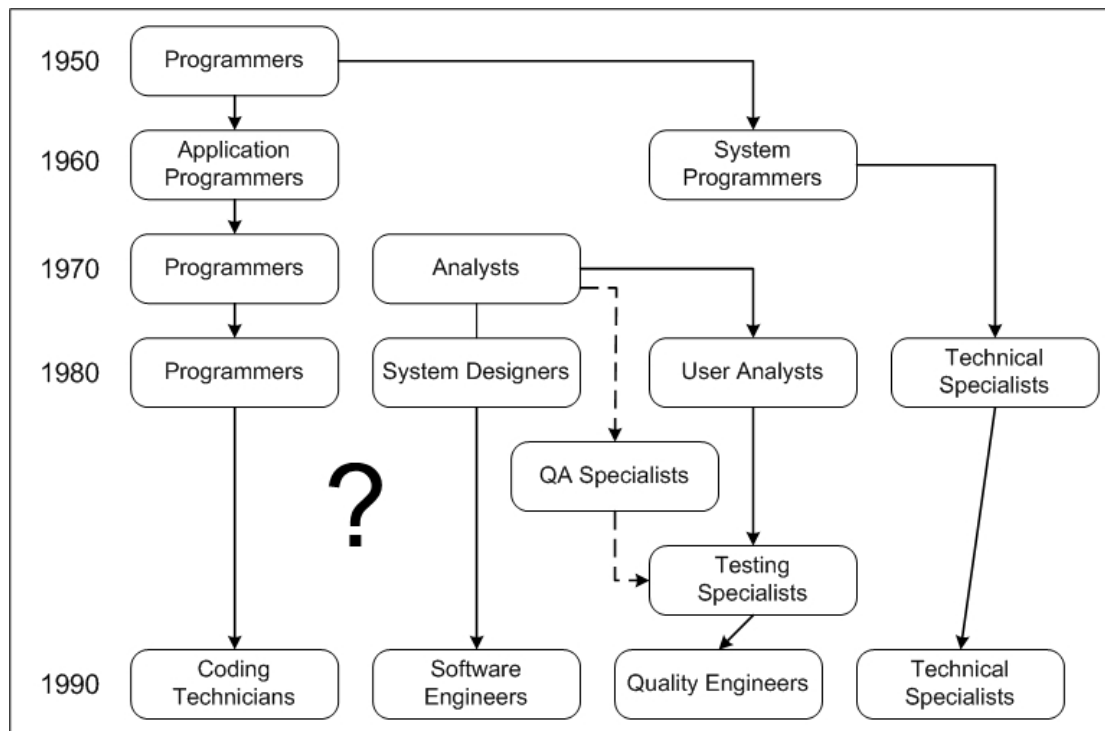 1950
Programmers
1960
Application
Programmers
System
Programmers
1970
Programmers
Analysts
1980
Programmers
System Designers
User Analysts
Technical
Specialists
?
QA Specialists
Testing
Specialists
1990
Coding
Technicians
Software
Engineers
Quality Engineers
Technical
Specialists